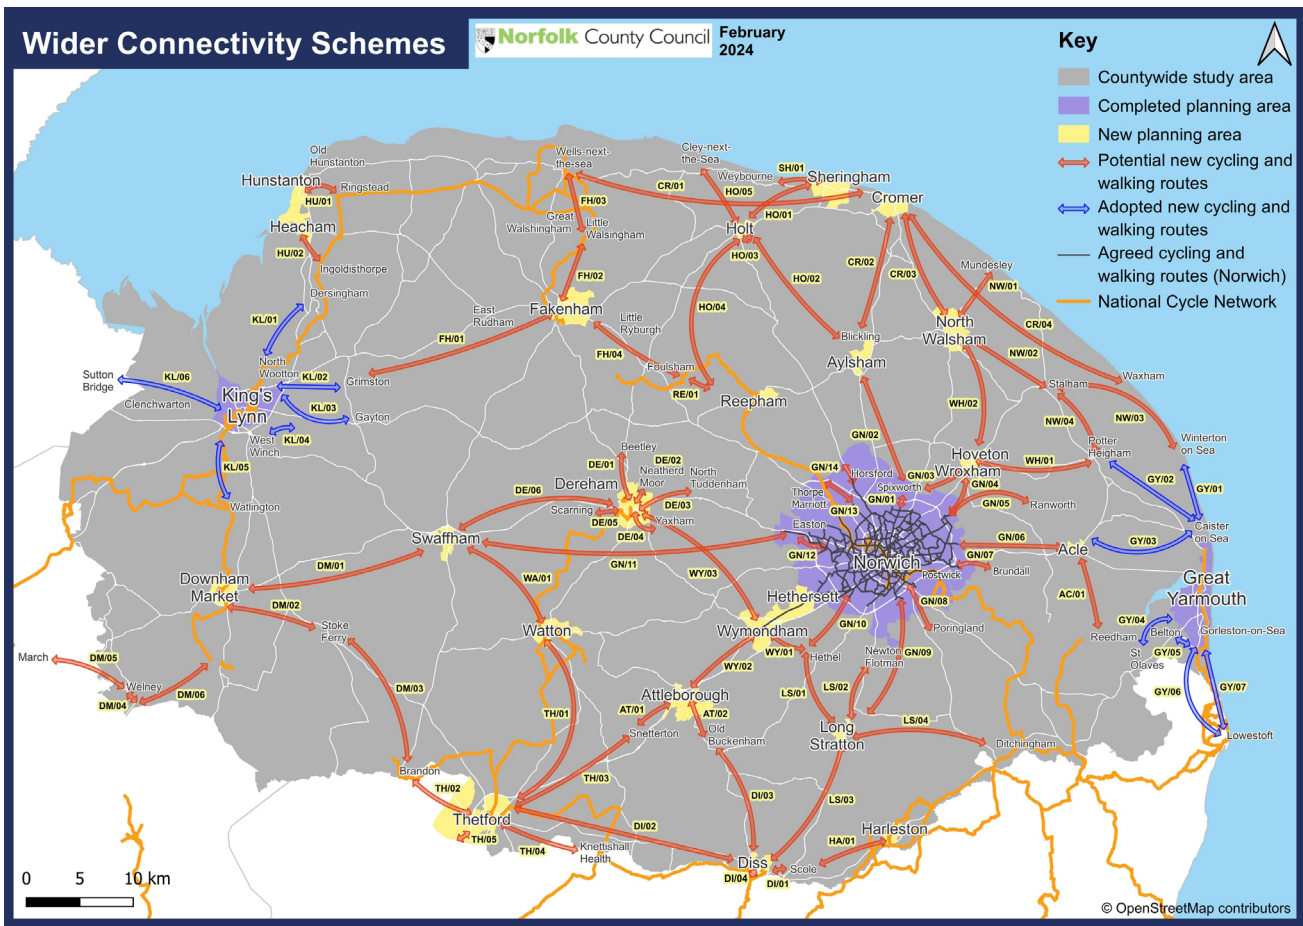 Wider Connectivity Schemes
Norfolk County Council
February
2024
Key
Countywide study area
Completed planning area
New planning area
Potential new cycling and
walking routes
Adopted new cycling and
walking routes
Agreed cycling and
walking routes (Norwich)
National Cycle Network
Old
Hunstanton
Hunstanton
Ringstead
HU/01
Heacham
HU/02
Ingoldisthorpe
Dersingham
KL/01
North
Wootton
KL/02
Grimston
KL/03
Gayton
KL/04
West
Winch
King's
Lynn
KL/06
Sutton
Bridge
Clenchwarton
KL/05
Watlington
Wells-next-
the-sea
FH/03
Great
Walshingham
Little
Walsingham
FH/02
Fakenham
East
Rudham
FH/01
Little
Ryburgh
FH/04
Foulsham
RE/01
Reepham
Cley-next-
the-Sea
Weybourne
SH/01
Sheringham
CR/01
HO/05
HO/01
Cromer
Holt
HO/03
HO/02
HO/04
CR/02
CR/03
Mundesley
NW/01
CR/04
North
Walsham
Blickling
Aylsham
NW/02
Stalham
Waxham
WH/02
NW/04
NW/03
Potter
Heigham
Winterton
on Sea
GN/02
Hoveton
Wroxham
WH/01
GN/14
Horsford
GN/03
GN/04
Spixworth
GN/01
GN/05
Ranworth
GY/02
GY/01
Thorpe
Marriott
GN/13
Easton
GN/12
Norwich
GN/06
GN/07
Brundall
Postwick
Acle
GY/03
Caister
on Sea
Great
Yarmouth
AC/01
GY/04
Reedham
Belton
Gorleston-on-Sea
GY/05
St
Olaves
GY/06
GY/07
Lowestoft
Beetley
DE/01
DE/02
Neatherd
Moor
North
Tuddenham
Dereham
DE/06
DE/03
Scarning
DE/05
Yaxham
DE/04
Swaffham
GN/11
WY/03
DM/01
WA/01
Downham
Market
DM/02
Stoke
Ferry
Watton
March
DM/05
Welney
DM/04
DM/06
DM/03
Hethersett
GN/08
Wymondham
GN/10
Poringland
WY/01
Hethel
Newton
Flotman
GN/09
WY/02
Attleborough
LS/01
LS/02
AT/01
AT/02
Old
Buckenham
Snetterton
TH/01
Long
Stratton
LS/04
Ditchingham
Brandon
TH/02
TH/03
Thetford
TH/05
TH/04
DI/02
DI/03
LS/03
Knettishall
Health
Harleston
HA/01
Diss
Scole
DI/04
DI/01
0 5 10 km
© OpenStreetMap contributors